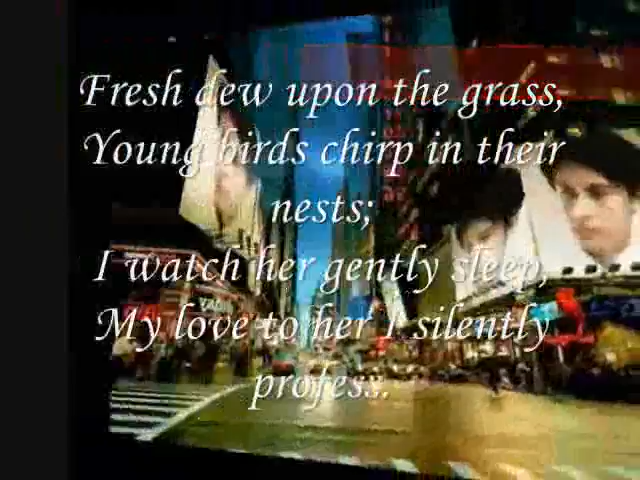 Fresh dew upon the grass,
Young birds chirp in their
nests;
I watch her gently sleep,
My love to her I silently
profess.